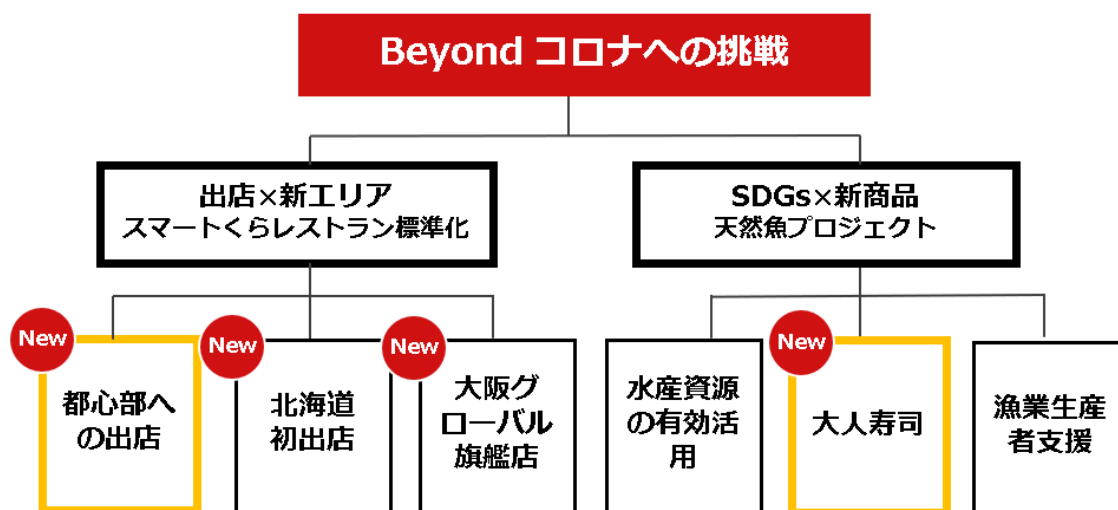 Beyond コロナへの挑戦
出店×新エリア
スマートくらレストラン標準化
SDGs×新商品
天然魚プロジェクト
New
都心部へ
の出店
New
北海道
初出店
New
大阪グ
ローバル
旗艦店
水産資源
の有効活
用
New
大人寿司
漁業生産
者支援